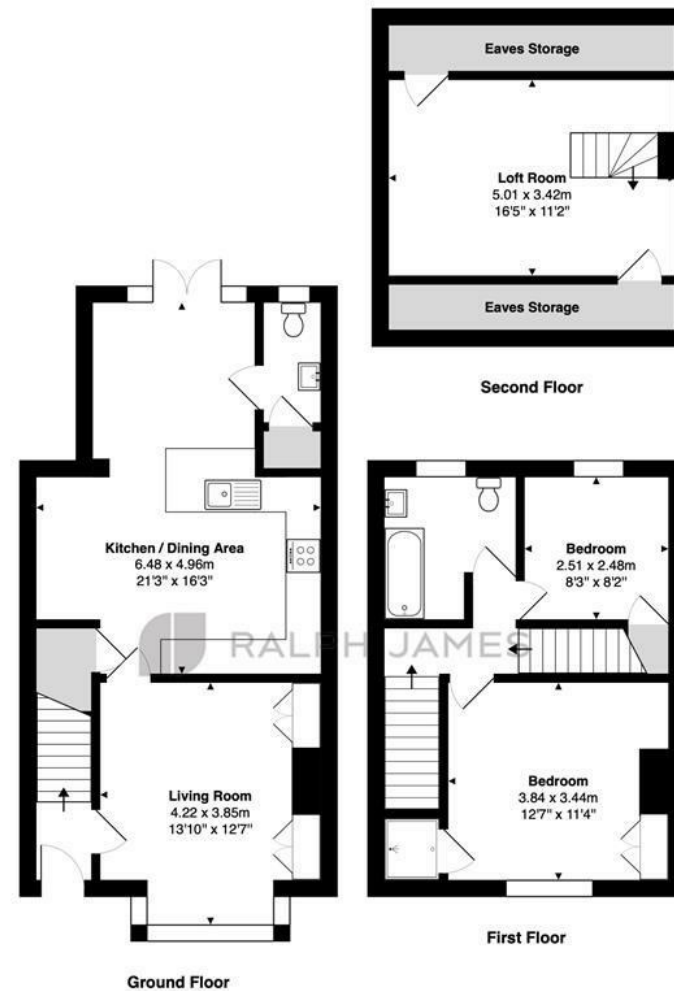 Eaves Storage
Loft Room
5.01 x 3.42m
16'5" x 11'2"
Eaves Storage
Second Floor
Kitchen / Dining Area
6.48 x 4.96m
21'3" x 16'3"
Bedroom
2.51 x 2.48m
8'3" x 8'2"
RALPH JAMES
Living Room
4.22 x 3.85m
13'10" x 12'7"
Bedroom
3.84 x 3.44m
12'7" x 11'4"
First Floor
Ground Floor